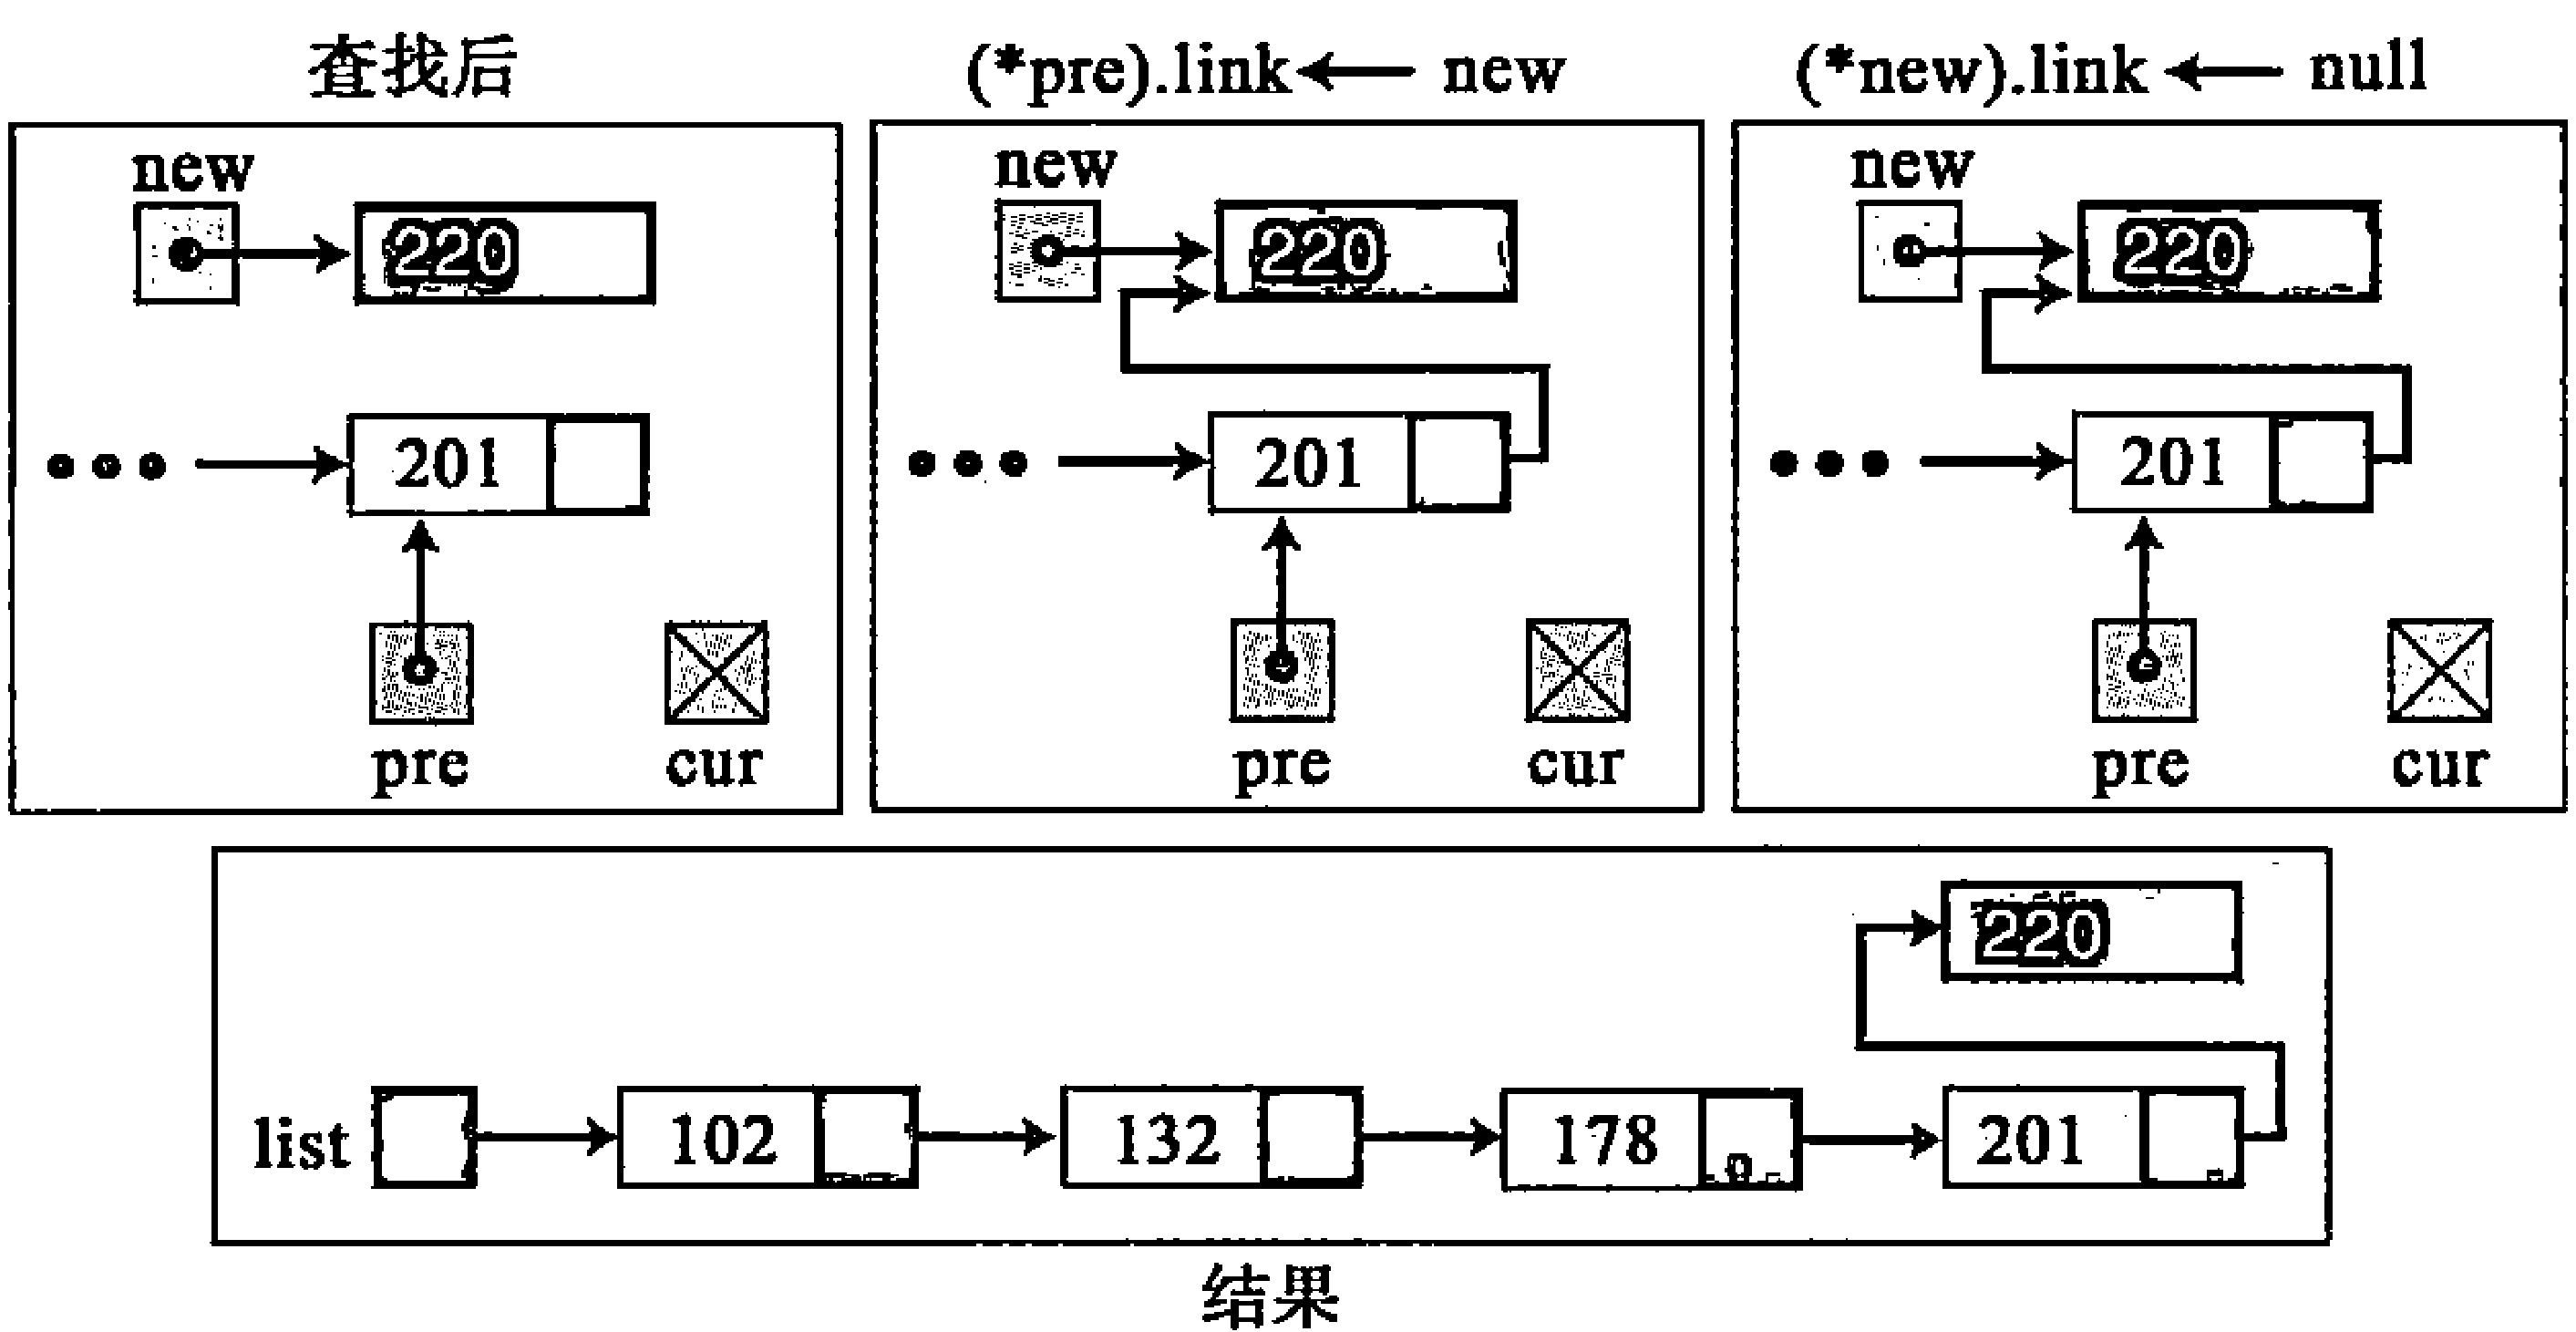 查找后
(*pre).link← new
(*new).link← null
new
220
201
pre
cur
new
220
201
pre
cur
new
220
201
pre
cur
220
list
102
132
178
201
结果